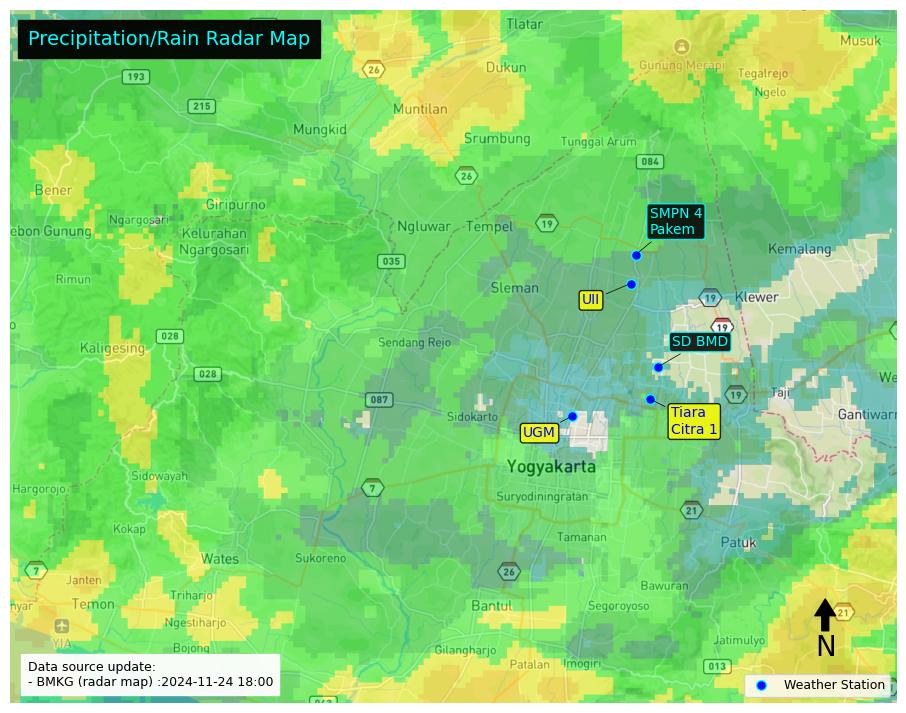 Precipitation/Rain Radar Map
Tlatar
Musuk
26
Gunung Merapi
Dukun
Tegalrejo
193
Ngelo
215
Muntilan
Mungkid
Srumbung
Tunggal Arum
084
26
Bener
Giripurno
SMPN 4
Pakem
Ngargosari
Ngluwar
Tempel
19
ebon Gunung
Kelurahan
Ngargosari
Kemalang
035
Rimun
Sleman
UII
19
Klewer
19
028
Sendang Rejo
SD BMD
Kaligesing
028
We
087
19
Taji
Sidokarto
Tiara
Citra 1
Gantiwarn
UGM
Yogyakarta
Sidowayah
Hargorojo
7
Suryodiningratan
21
Kokap
Tamanan
Patuk
Wates
Sukoreno
7
26
Janten
Bawuran
nyar
Temon
Triharjo
Bantul
Segoroyoso
21
Ngestiharjo
YIA
N
Jatimulyo
Bojong
Gilangharjo
Patalan
Imogiri
013
Data source update:
- BMKG (radar map) :2024-11-24 18:00
Weather Station